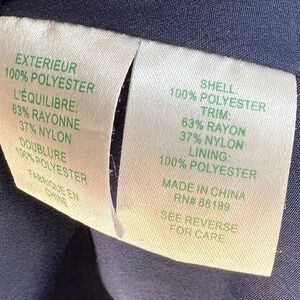 EXTERIEUR
100% POLYESTER
L'ÉQUILIBRE:
63% RAYONNE
37% NYLON
DOUBLURE
100% POLYESTER
FABRIQUE EN
CHINE
SHELL
100% POLYESTER
TRIM:
63% RAYON
37% NYLON
LINING:
100% POLYESTER
MADE IN CHINA
RN# 88189
SEE REVERSE
FOR CARE